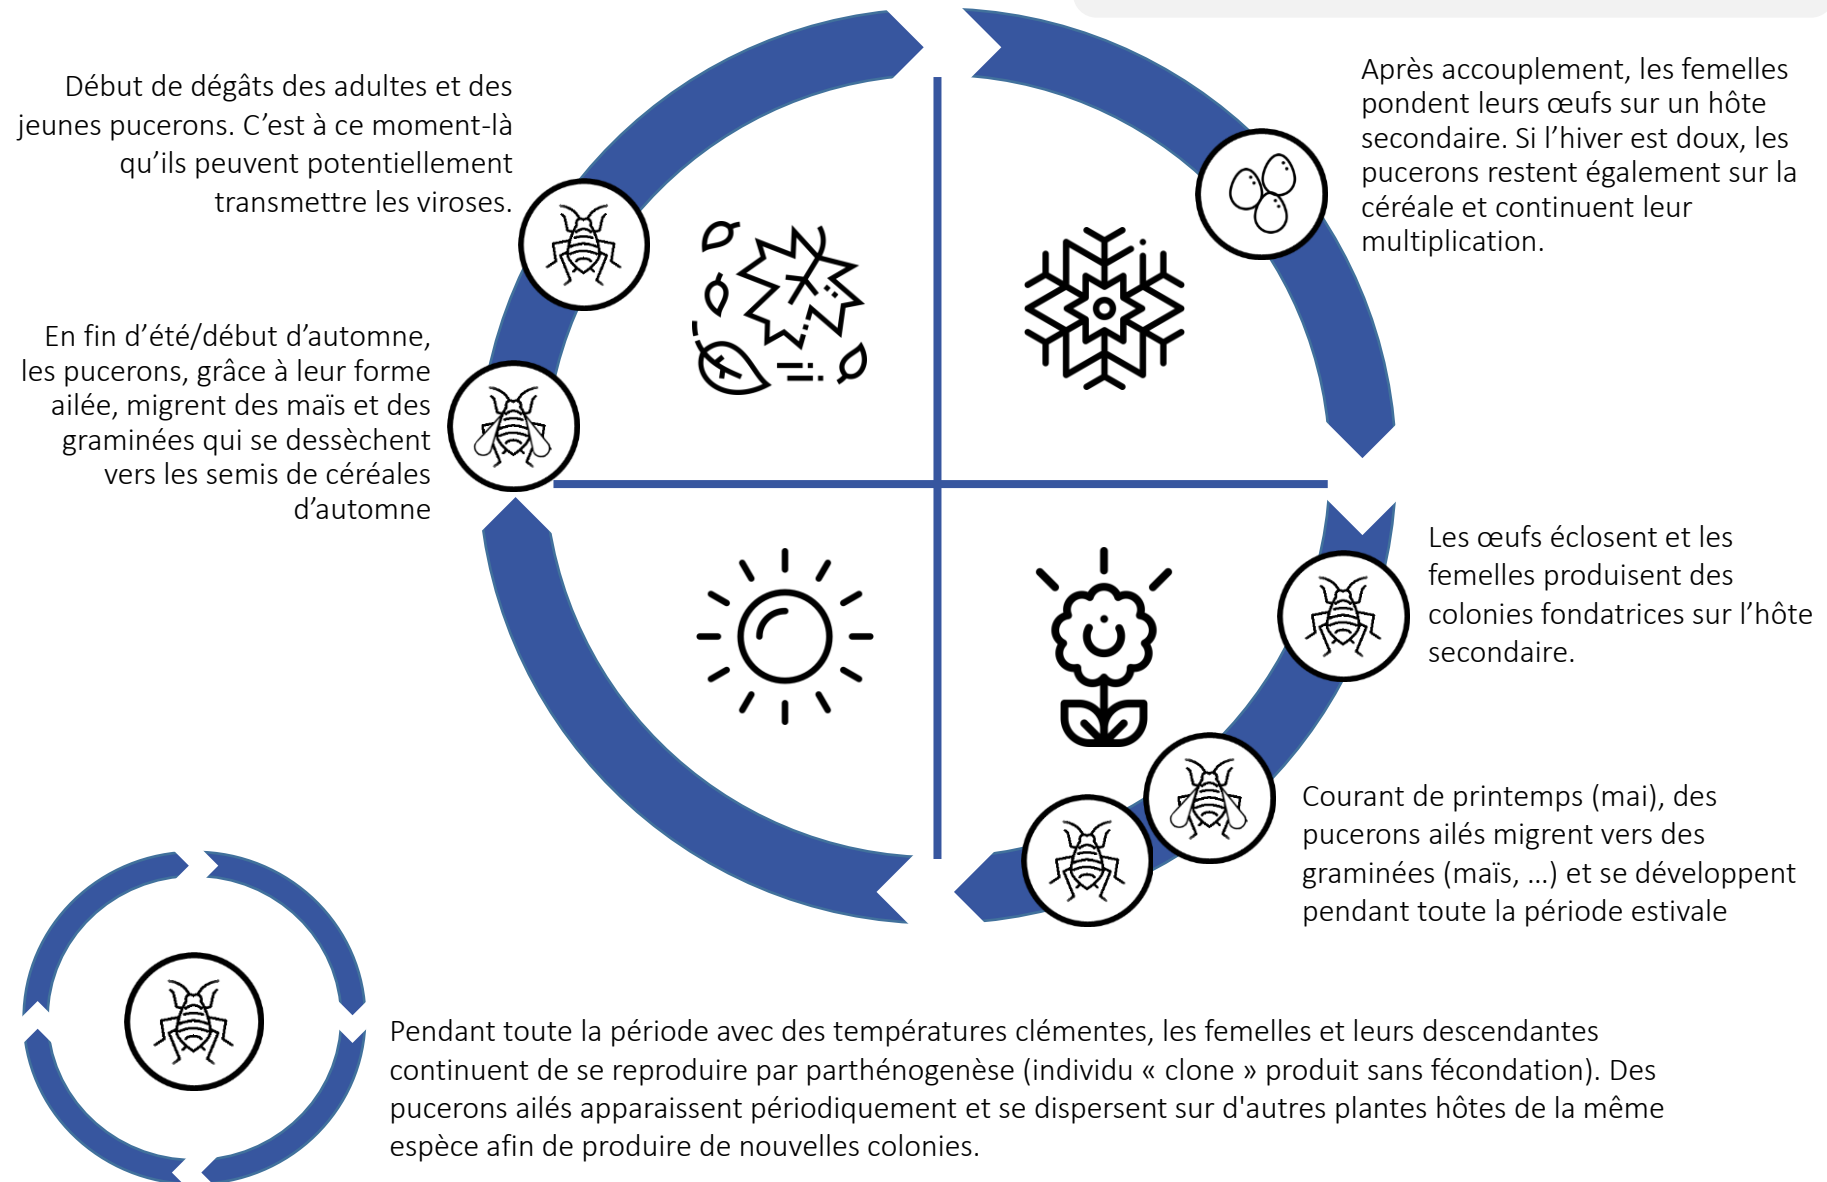 Début de dégâts des adultes et des
jeunes pucerons. C’est à ce moment-là
qu’ils peuvent potentiellement
transmettre les viroses.
En fin d’été/début d’automne,
les pucerons, grâce à leur forme
ailée, migrent des maïs et des
graminées qui se dessèchent
vers les semis de céréales
d’automne
Après accouplement, les femelles
pondent leurs œufs sur un hôte
secondaire. Si l’hiver est doux, les
pucerons restent également sur la
céréale et continuent leur
multiplication.
Les œufs éclosent et les
femelles produisent des
colonies fondatrices sur l’hôte
secondaire.
Courant de printemps (mai), des
pucerons ailés migrent vers des
graminées (maïs, …) et se développent
pendant toute la période estivale
Pendant toute la période avec des températures clémentes, les femelles et leurs descendantes
continuent de se reproduire par parthénogenèse (individu « clone » produit sans fécondation). Des
pucerons ailés apparaissent périodiquement et se dispersent sur d'autres plantes hôtes de la même
espèce afin de produire de nouvelles colonies.